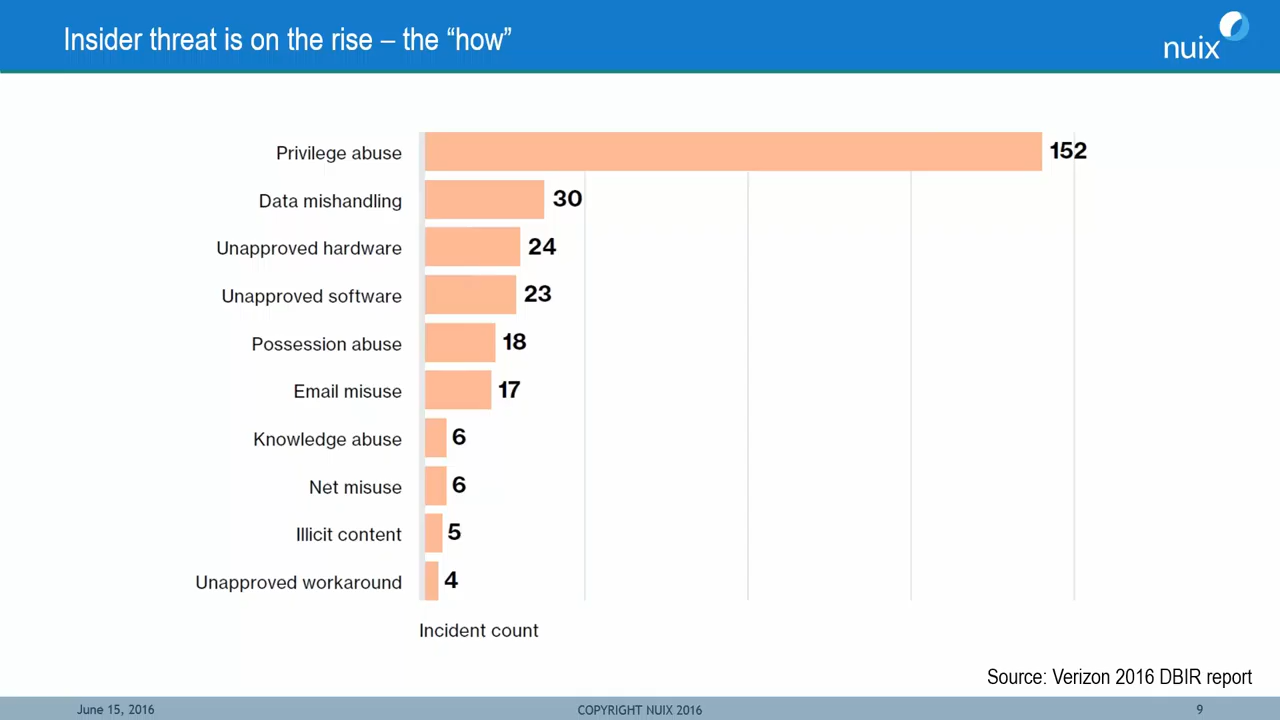 Insider threat is on the rise – the “how”
nuix
Privilege abuse 152
Data mishandling 30
Unapproved hardware 24
Unapproved software 23
Possession abuse 18
Email misuse 17
Knowledge abuse 6
Net misuse 6
Illicit content 5
Unapproved workaround 4
Incident count
Source: Verizon 2016 DBIR report
June 15, 2016 COPYRIGHT NUIX 2016 9